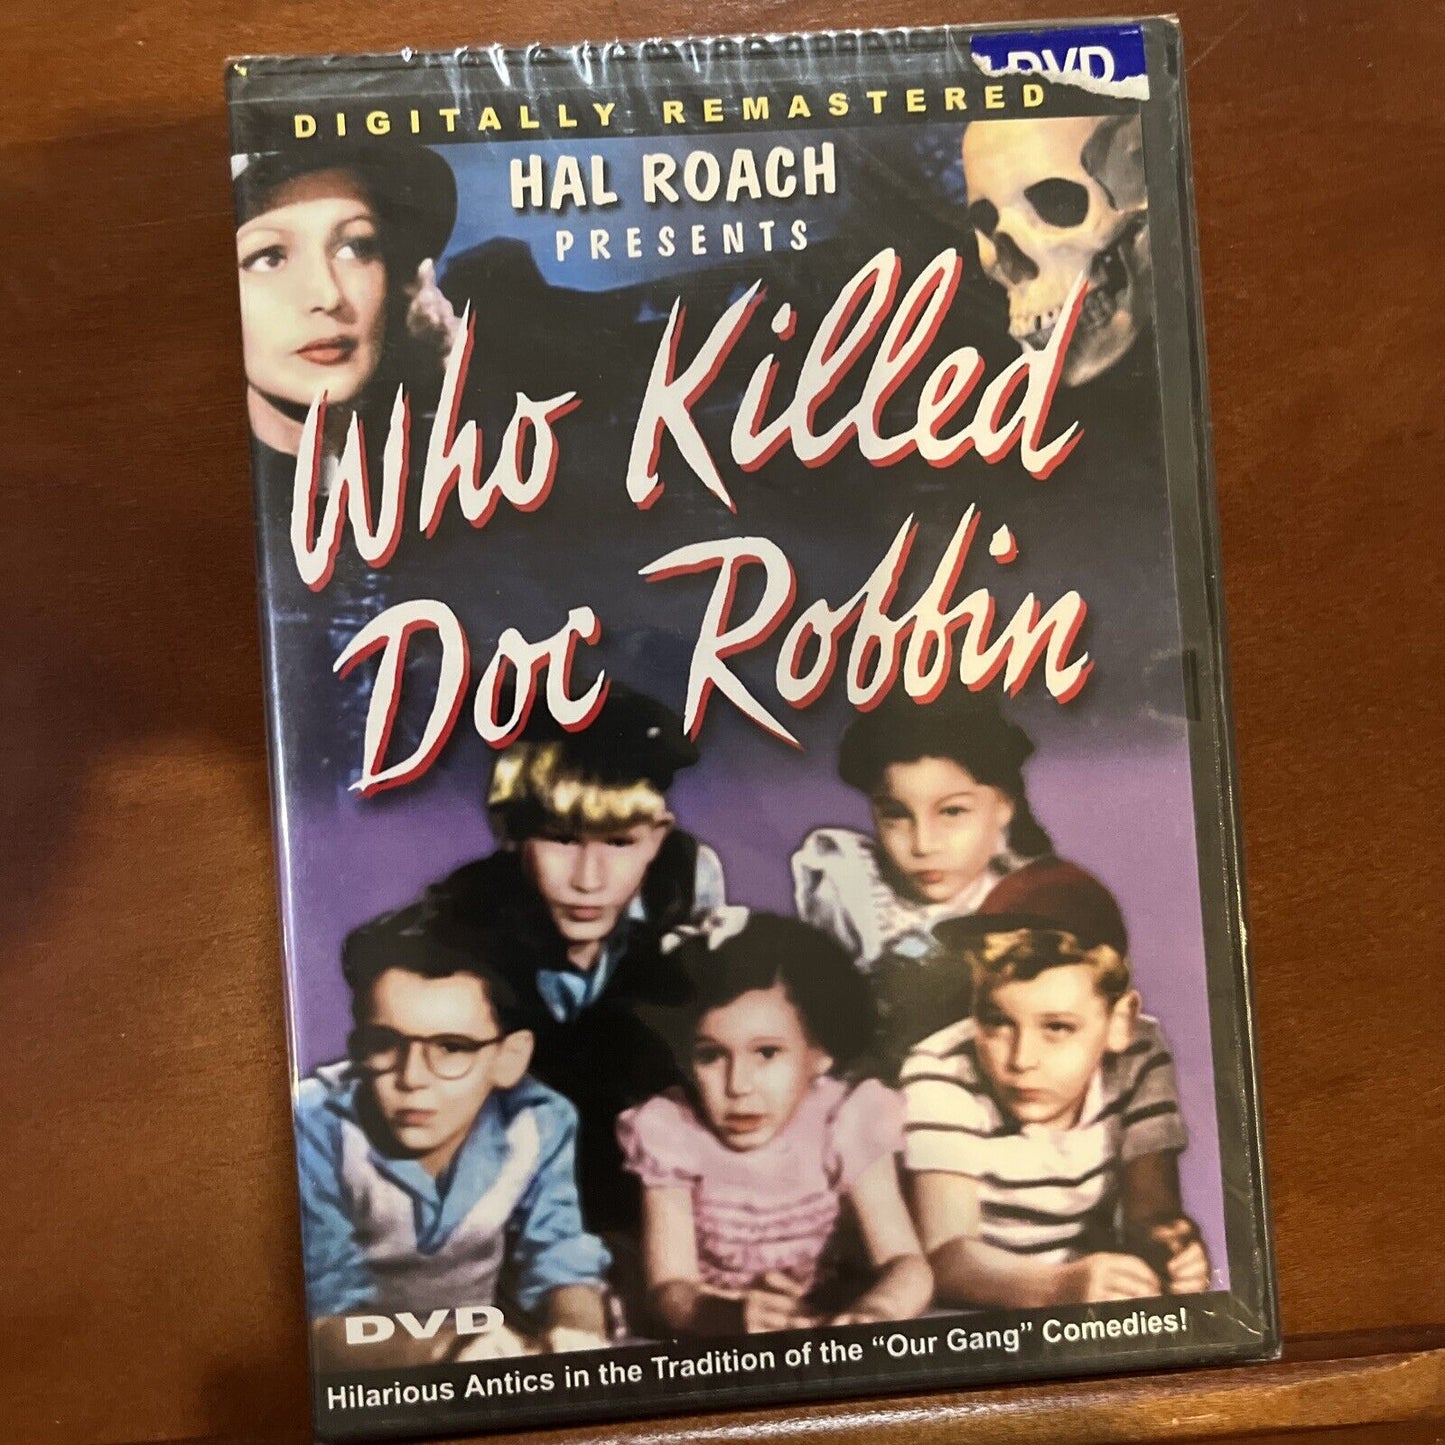 DVD
DIGITALLY REMASTERED
HAL ROACH
PRESENTS
Who Killed
Doc Robbin
DVD
Hilarious Antics in the Tradition of the “Our Gang” Comedies!